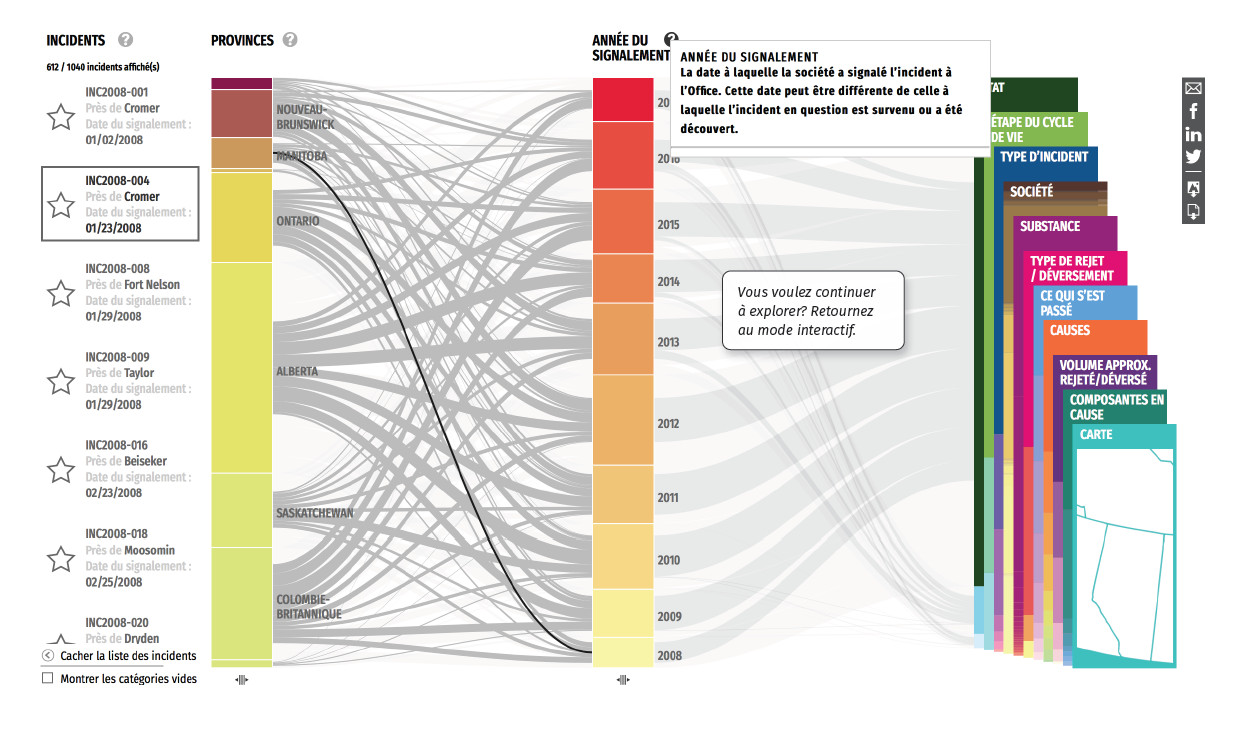 INCIDENTS ?
612 / 1040 incidents affiché(s)
INC2008-001
Près de Cromer
Date du signalement :
01/02/2008
INC2008-004
Près de Cromer
Date du signalement :
01/23/2008
INC2008-008
Près de Fort Nelson
Date du signalement :
01/29/2008
INC2008-009
Près de Taylor
Date du signalement :
01/29/2008
INC2008-016
Près de Beiseker
Date du signalement :
02/23/2008
INC2008-018
Près de Moosomin
Date du signalement :
02/25/2008
INC2008-020
Près de Dryden
Cacher la liste des incidents
Montrer les catégories vides
PROVINCES ?
NOUVEAU-
BRUNSWICK
MANITOBA
ONTARIO
ALBERTA
SASKATCHEWAN
COLOMBIE-
BRITANNIQUE
ANNÉE DU
SIGNALEMENT
20
2016
2015
2014
2013
2012
2011
2010
2009
2008
ANNÉE DU SIGNALEMENT
La date à laquelle la société a signalé l'incident à
l'Office. Cette date peut être différente de celle à
laquelle l'incident en question est survenu ou a été
découvert.
Vous voulez continuer
à explorer? Retournez
au mode interactif.
TAT
ÉTAPE DU CYCLE
DE VIE
TYPE D'INCIDENT
SOCIÉTÉ
SUBSTANCE
TYPE DE REJET
/ DÉVERSEMENT
CE QUI S'EST
PASSÉ
CAUSES
VOLUME APPROX.
REJETÉ/DÉVERSÉ
COMPOSANTES EN
CAUSE
CARTE
f
in